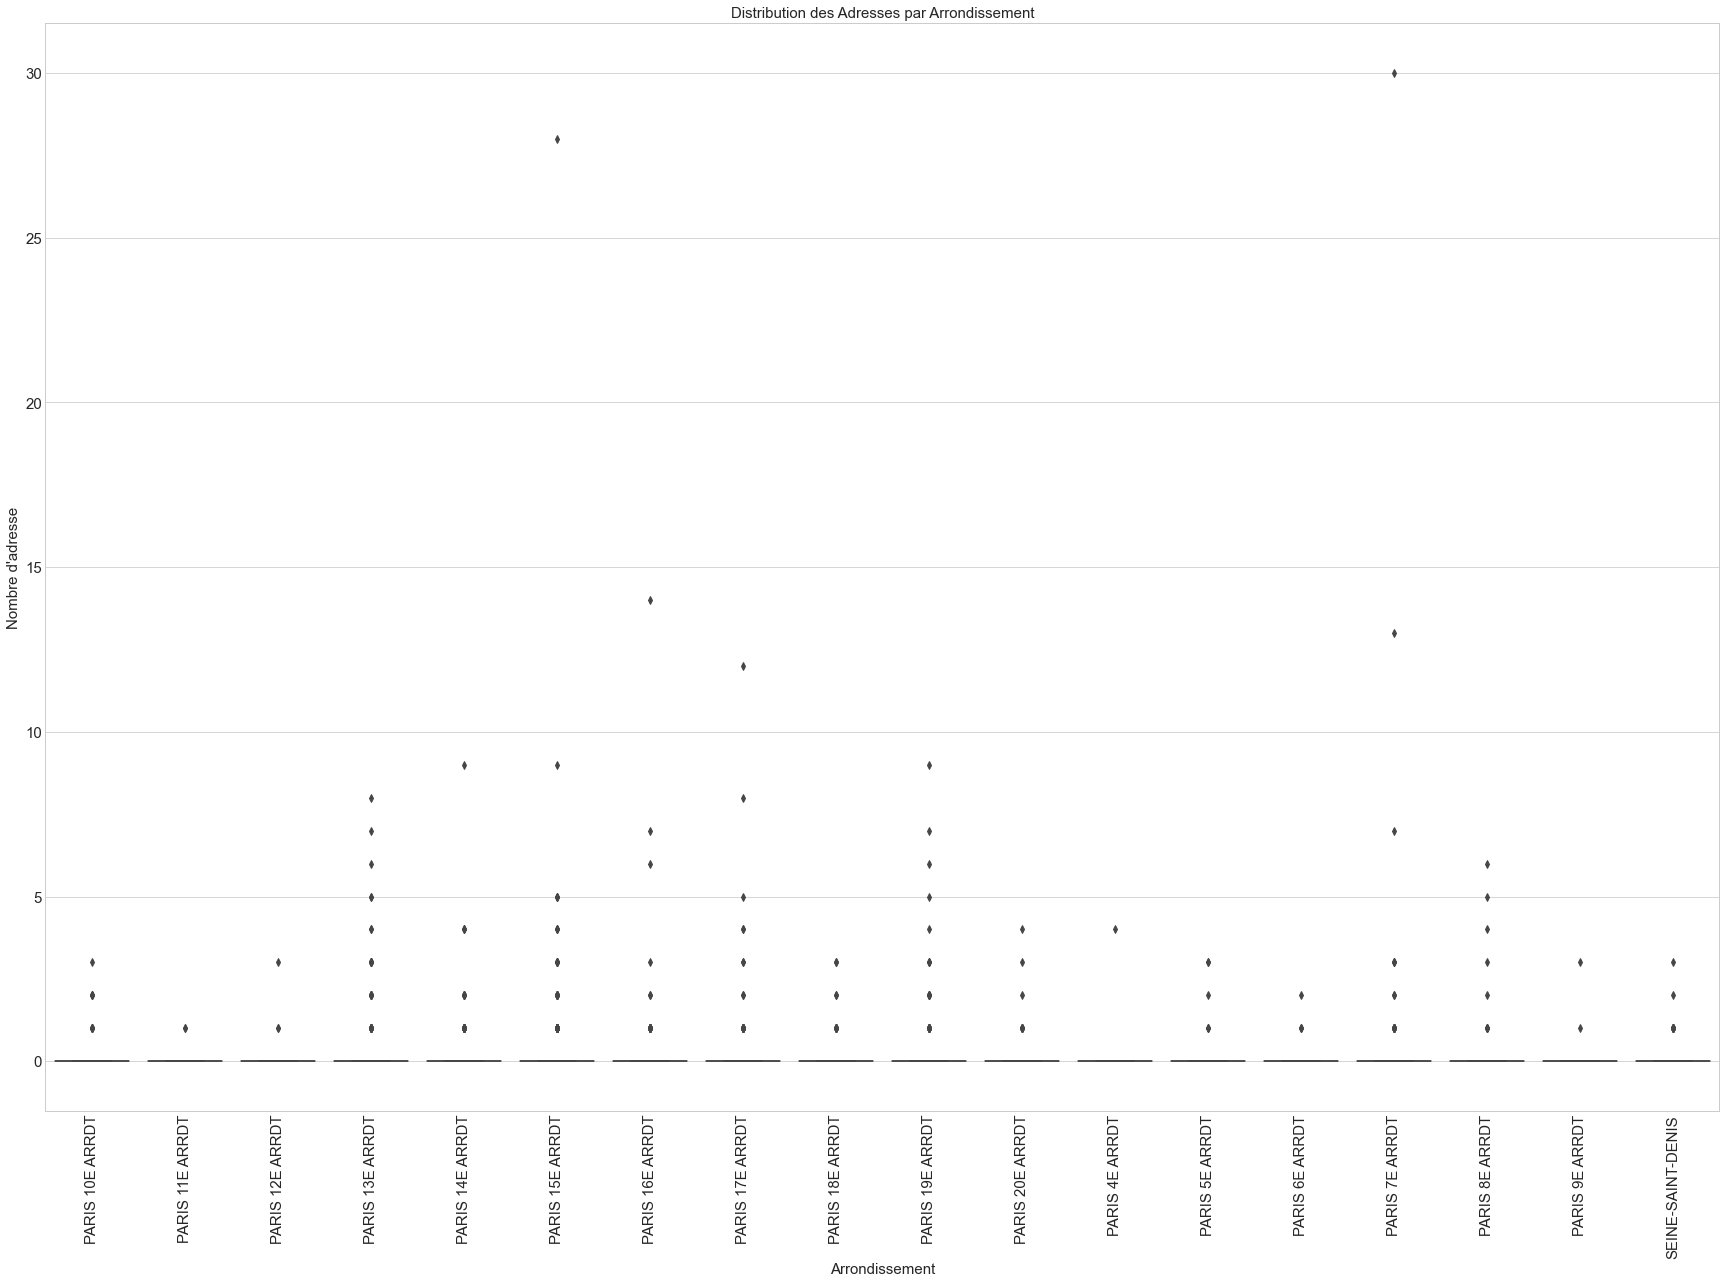 Distribution des Adresses par Arrondissement
30
25
20
15
10
5
0
Nombre d'adresse
PARIS 10E ARRDT
PARIS 11E ARRDT
PARIS 12E ARRDT
PARIS 13E ARRDT
PARIS 14E ARRDT
PARIS 15E ARRDT
PARIS 16E ARRDT
PARIS 17E ARRDT
PARIS 18E ARRDT
PARIS 19E ARRDT
PARIS 20E ARRDT
PARIS 4E ARRDT
PARIS 5E ARRDT
PARIS 6E ARRDT
PARIS 7E ARRDT
PARIS 8E ARRDT
PARIS 9E ARRDT
SEINE-SAINT-DENIS
Arrondissement